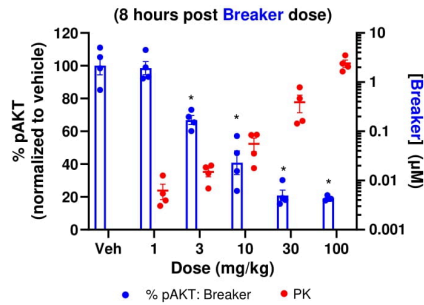 (8 hours post Breaker dose)
% pAKT
(normalized to vehicle)
120
100
80
60
40
20
0
10
1
0.1
0.01
0.001
[Breaker] (μM)
* * * *
Veh 1 3 10 30 100
Dose (mg/kg)
% pAKT: Breaker PK